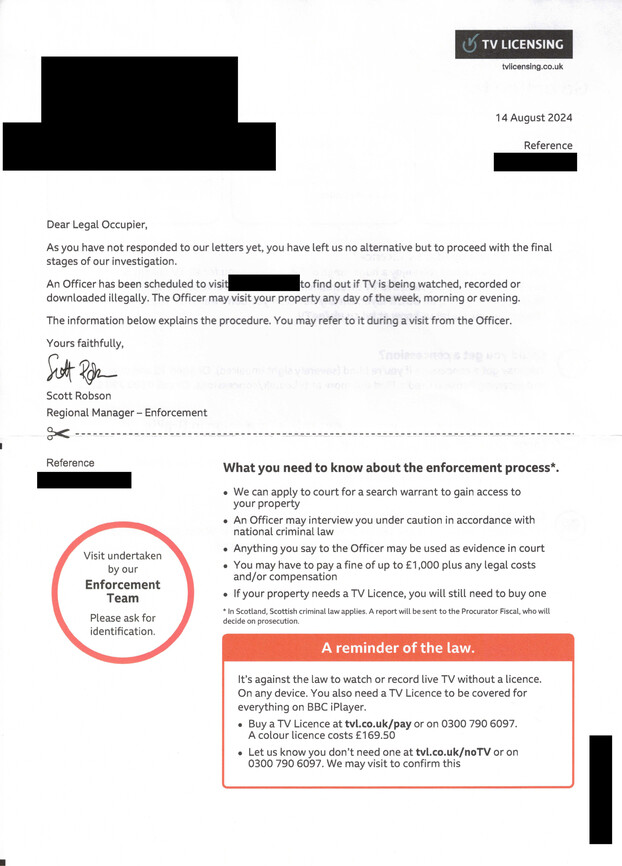 TV LICENSING
tvlicensing.co.uk
14 August 2024
Reference
Dear Legal Occupier,
As you have not responded to our letters yet, you have left us no alternative but to proceed with the final
stages of our investigation.
An Officer has been scheduled to visit to find out if TV is being watched, recorded or
downloaded illegally. The Officer may visit your property any day of the week, morning or evening.
The information below explains the procedure. You may refer to it during a visit from the Officer.
Yours faithfully,
Scott Robson
Scott Robson
Regional Manager – Enforcement
Reference
Visit undertaken
by our
Enforcement
Team
Please ask for
identification.
What you need to know about the enforcement process*.
• We can apply to court for a search warrant to gain access to
your property
• An Officer may interview you under caution in accordance with
national criminal law
• Anything you say to the Officer may be used as evidence in court
• You may have to pay a fine of up to £1,000 plus any legal costs
and/or compensation
• If your property needs a TV Licence, you will still need to buy one
* In Scotland, Scottish criminal law applies. A report will be sent to the Procurator Fiscal, who will
decide on prosecution.
A reminder of the law.
It's against the law to watch or record live TV without a licence.
On any device. You also need a TV Licence to be covered for
everything on BBC iPlayer.
• Buy a TV Licence at tvl.co.uk/pay or on 0300 790 6097.
A colour licence costs £169.50
• Let us know you don't need one at tvl.co.uk/noTV or on
0300 790 6097. We may visit to confirm this